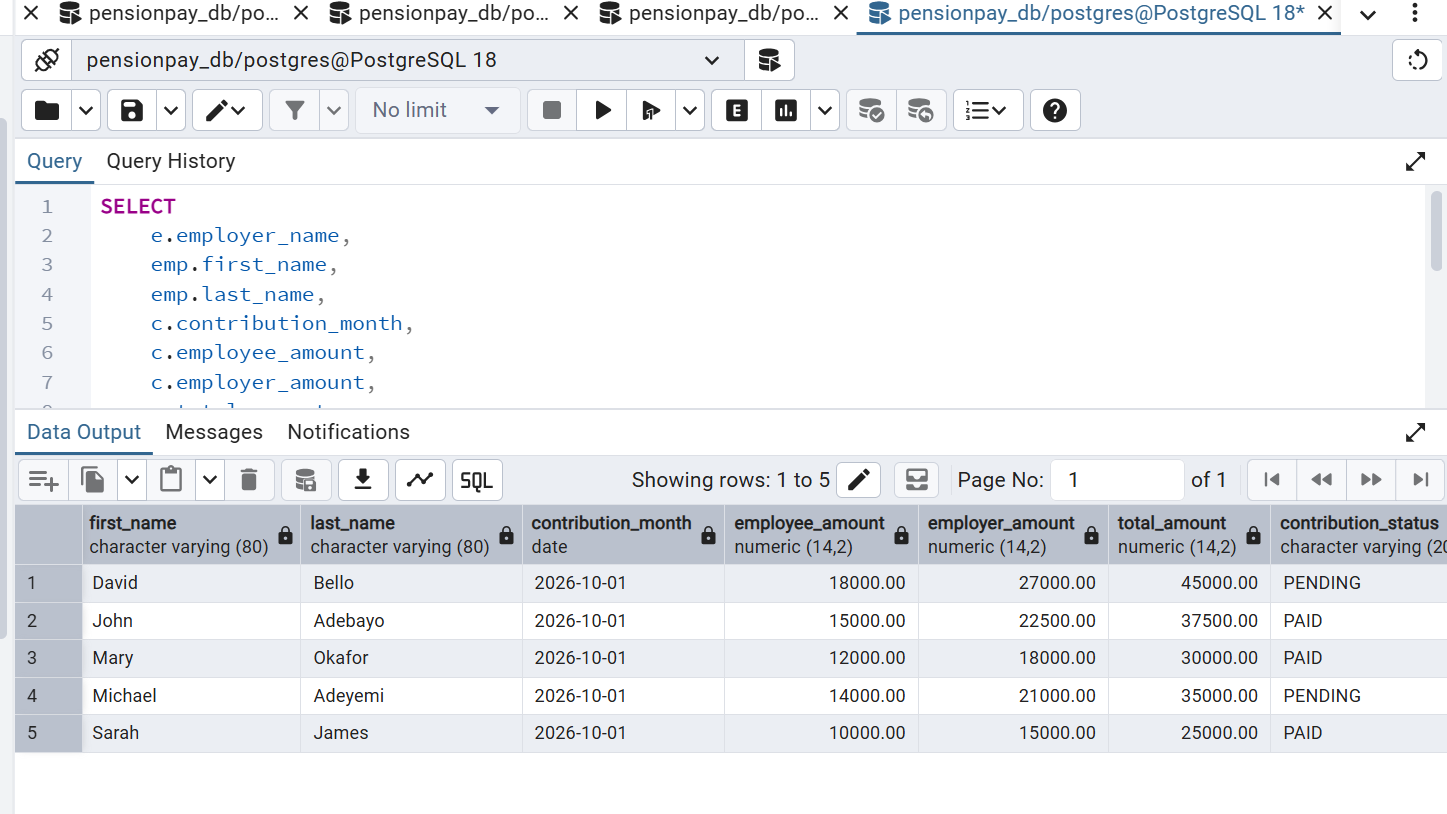 pensionpay_db/po... pensionpay_db/po... pensionpay_db/po... pensionpay_db/postgres@PostgreSQL 18*
pensionpay_db/postgres@PostgreSQL 18
No limit
E
Query Query History
1 SELECT
2 e.employer_name,
3 emp.first_name,
4 emp.last_name,
5 c.contribution_month,
6 c.employee_amount,
7 c.employer_amount,
Data Output Messages Notifications
SQL Showing rows: 1 to 5 Page No: 1 of 1
first_name last_name contribution_month employee_amount employer_amount total_amount contribution_status
character varying (80) character varying (80) date numeric (14,2) numeric (14,2) numeric (14,2) character varying (20
1 David Bello 2026-10-01 18000.00 27000.00 45000.00 PENDING
2 John Adebayo 2026-10-01 15000.00 22500.00 37500.00 PAID
3 Mary Okafor 2026-10-01 12000.00 18000.00 30000.00 PAID
4 Michael Adeyemi 2026-10-01 14000.00 21000.00 35000.00 PENDING
5 Sarah James 2026-10-01 10000.00 15000.00 25000.00 PAID